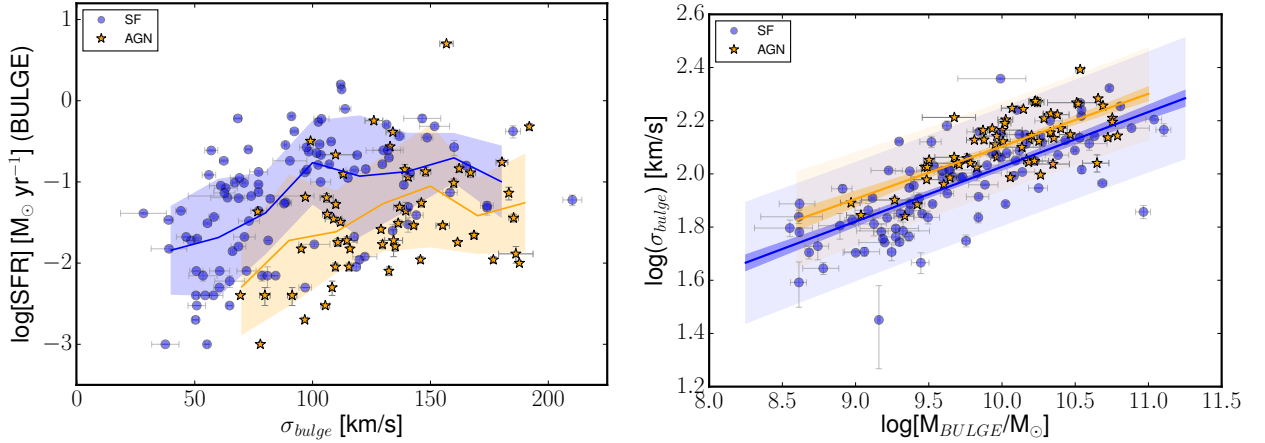 log[SFR] [M⊙ yr⁻¹] (BULGE)
1
0
−1
−2
−3
SF
AGN
0 50 100 150 200
σbulge [km/s]
log(σbulge) [km/s]
2.6
2.4
2.2
2.0
1.8
1.6
1.4
1.2
SF
AGN
8.0 8.5 9.0 9.5 10.0 10.5 11.0 11.5
log[MBULGE/M⊙]